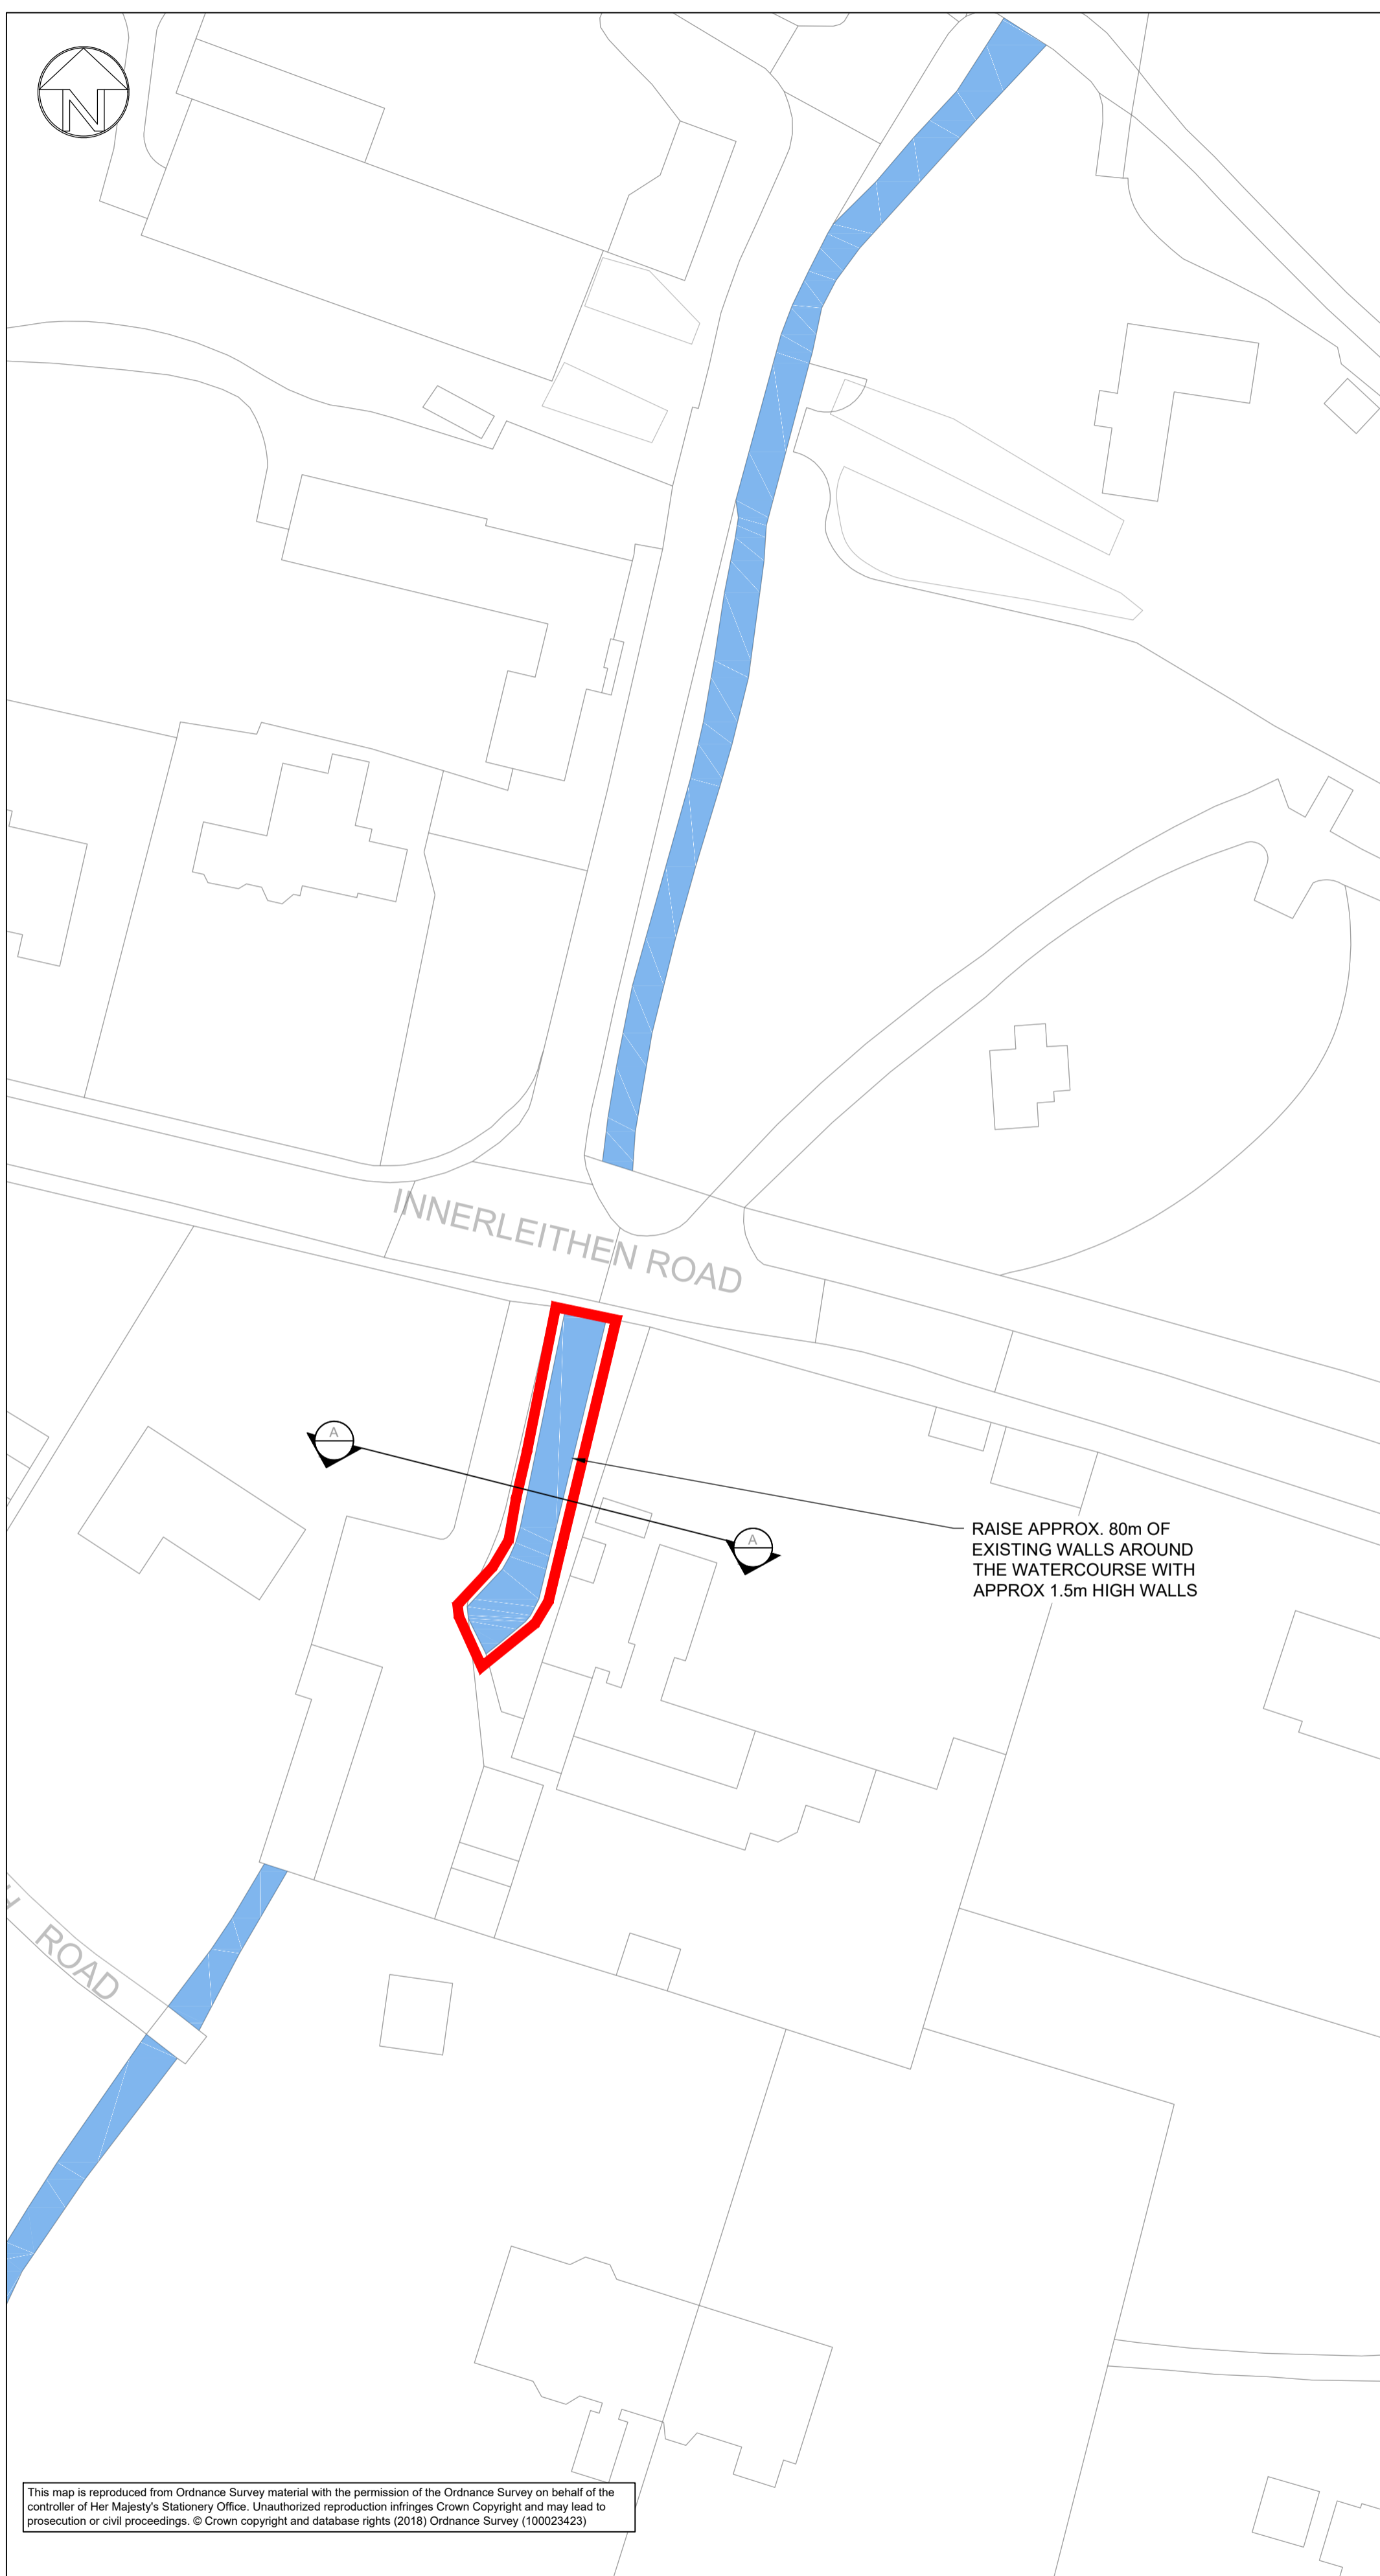 N
INNERLEITHEN ROAD
A
A
RAISE APPROX. 80m OF
EXISTING WALLS AROUND
THE WATERCOURSE WITH
APPROX 1.5m HIGH WALLS
ROAD
This map is reproduced from Ordnance Survey material with the permission of the Ordnance Survey on behalf of the
controller of Her Majesty's Stationery Office. Unauthorized reproduction infringes Crown Copyright and may lead to
prosecution or civil proceedings. © Crown copyright and database rights (2018) Ordnance Survey (100023423)